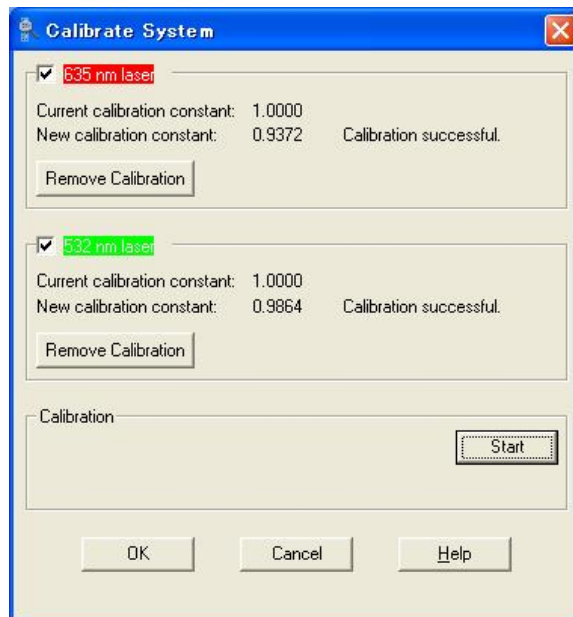 Calibrate System
635 nm laser
Current calibration constant: 1.0000
New calibration constant: 0.9372 Calibration successful.
Remove Calibration
532 nm laser
Current calibration constant: 1.0000
New calibration constant: 0.9864 Calibration successful.
Remove Calibration
Calibration
Start
OK Cancel Help